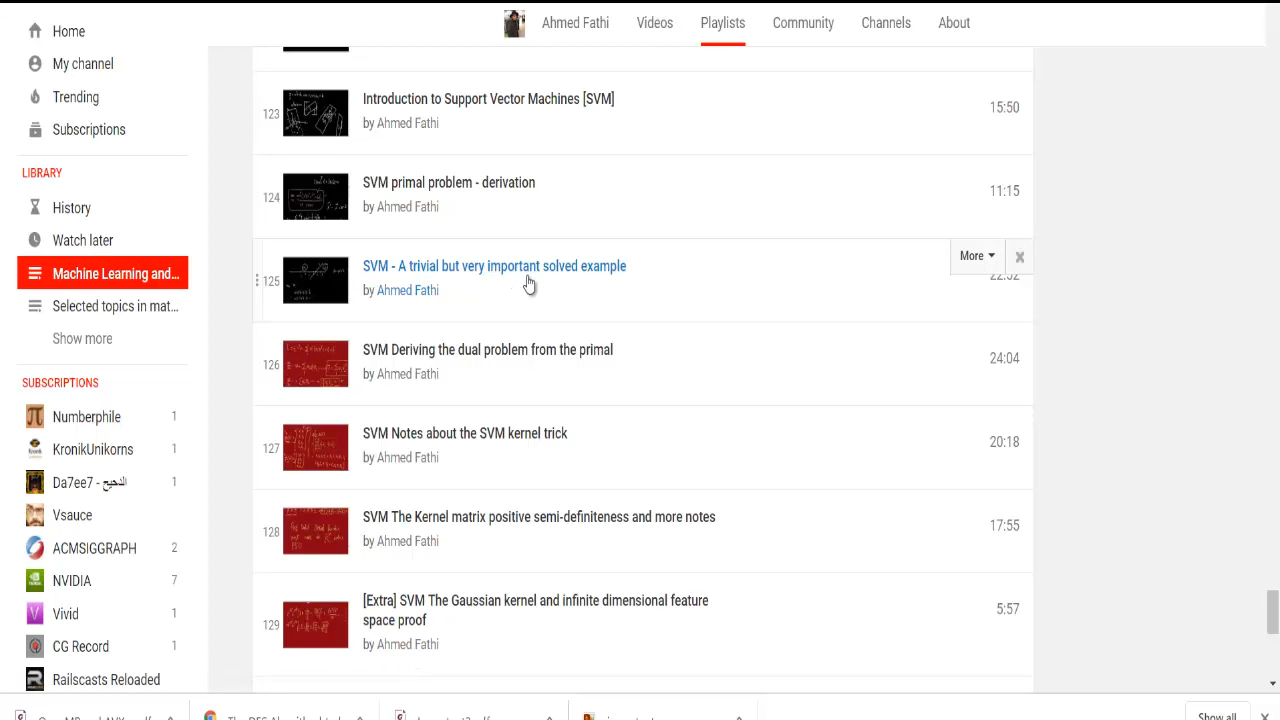 Home
My channel
Trending
Subscriptions
LIBRARY
History
Watch later
Machine Learning and...
Selected topics in mat...
Show more
SUBSCRIPTIONS
Numberphile 1
KronikUnikorns 1
Da7ee7 - الدحيح 1
Vsauce
ACMSIGGRAPH 2
NVIDIA 7
Vivid 1
CG Record 1
Railscasts Reloaded
Ahmed Fathi Videos Playlists Community Channels About
123 Introduction to Support Vector Machines [SVM] 15:50
by Ahmed Fathi
124 SVM primal problem - derivation 11:15
by Ahmed Fathi
125 SVM - A trivial but very important solved example More
by Ahmed Fathi
126 SVM Deriving the dual problem from the primal 24:04
by Ahmed Fathi
127 SVM Notes about the SVM kernel trick 20:18
by Ahmed Fathi
128 SVM The Kernel matrix positive semi-definiteness and more notes 17:55
by Ahmed Fathi
129 [Extra] SVM The Gaussian kernel and infinite dimensional feature 5:57
space proof
by Ahmed Fathi
Show all